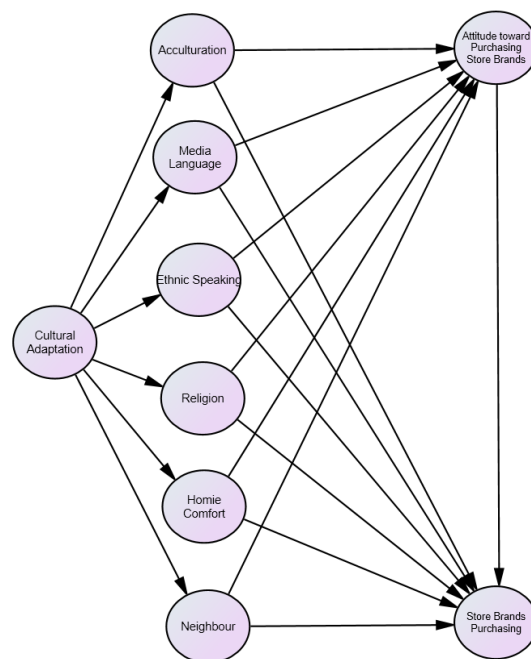 Acculturation
Attitude toward
Purchasing
Store Brands
Media
Language
Ethnic Speaking
Cultural
Adaptation
Religion
Homie
Comfort
Neighbour
Store Brands
Purchasing